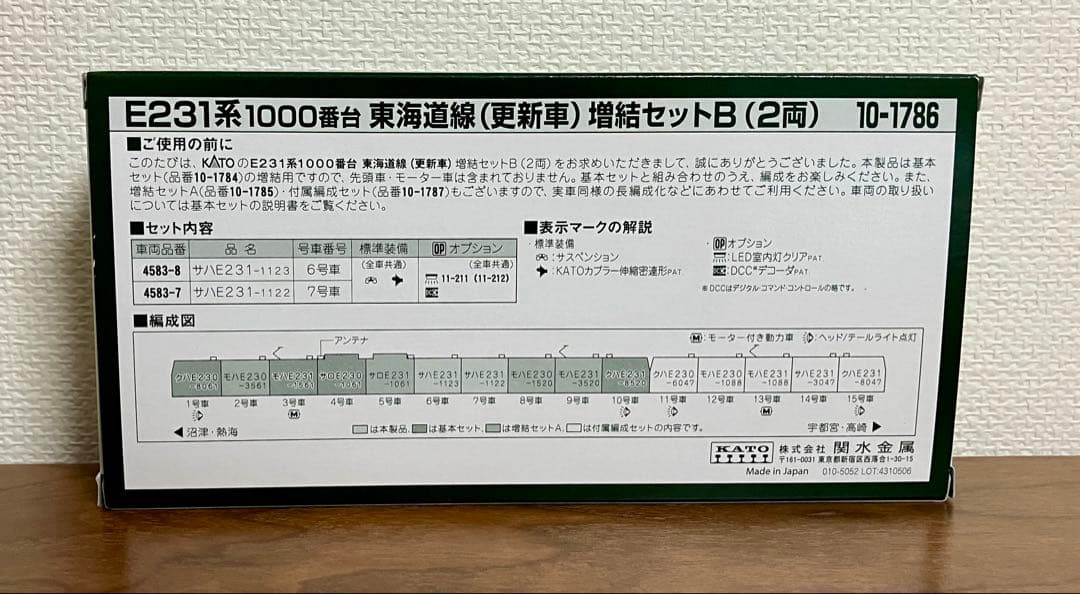 E231系1000番台 東海道線(更新車) 増結セットB(2両) 10-1786
■ご使用の前に
このたびは、KATOのE231系1000番台 東海道線(更新車)増結セットB(2両)をお求めいただきまして、誠にありがとうございました。本製品は基本
セット(品番10-1784)の増結用ですので、先頭車・モーター車は含まれておりません。基本セットと組み合わせのうえ、編成をお楽しみください。また、
増結セットA(品番10-1785)・付属編成セット(品番10-1787)もございますので、実車同様の長編成化などにあわせてご利用ください。車両の取り扱い
については基本セットの説明書をご覧ください。
■セット内容
車両品番 品名 号車番号 標準装備 OPオプション
4583-8 サハE231-1123 6号車 (全車共通) (全車共通)
11-211 (11-212)
4583-7 サハE231-1122 7号車
■表示マークの解説
・標準装備
:サスペンション
:KATOカプラー伸縮密連形PAT.
・OPオプション
:LED室内灯クリアPAT.
:DCC*デコーダPAT.
※DCCはデジタル・コマンド・コントロールの略です。
■編成図
M:モーター付き動力車 :ヘッド/テールライト点灯
アンテナ
クハE230-8061 モハE230-3561 モハE231-1561 サロE230-1061 サロE231-1061 サハE231-1123 サハE231-1122 モハE230-1520 モハE231-3520 クハE231-8520 クハE230-6047 モハE230-1088 モハE231-1088 サハE231-3047 クハE231-8047
1号車 2号車 3号車 4号車 5号車 6号車 7号車 8号車 9号車 10号車 11号車 12号車 13号車 14号車 15号車
M M
◀沼津・熱海 宇都宮・高崎▶
は本製品、は基本セット、は増結セットA、は付属編成セットの内容です。
KATO 株式会社 関水金属
〒161-0031 東京都新宿区西落合1-30-15
Made in Japan 010-5052 LOT:4310506